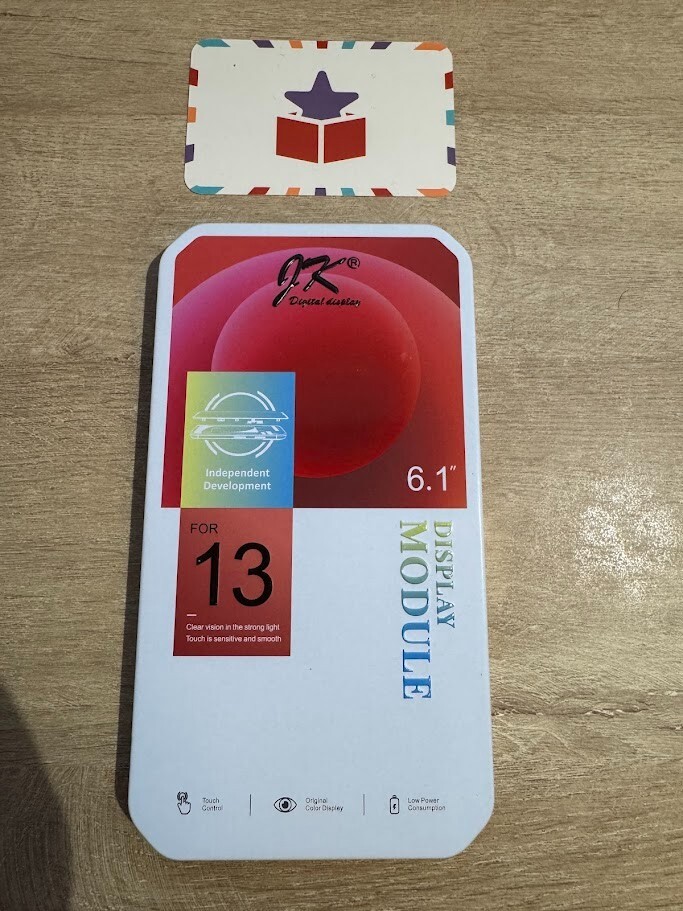 JK®
Digital display
Independent
Development
6.1"
FOR
13
Clear vision in the strong light
Touch is sensitive and smooth
DISPLAY
MODULE
Touch
Control
Original
Color Display
Low Power
Consumption